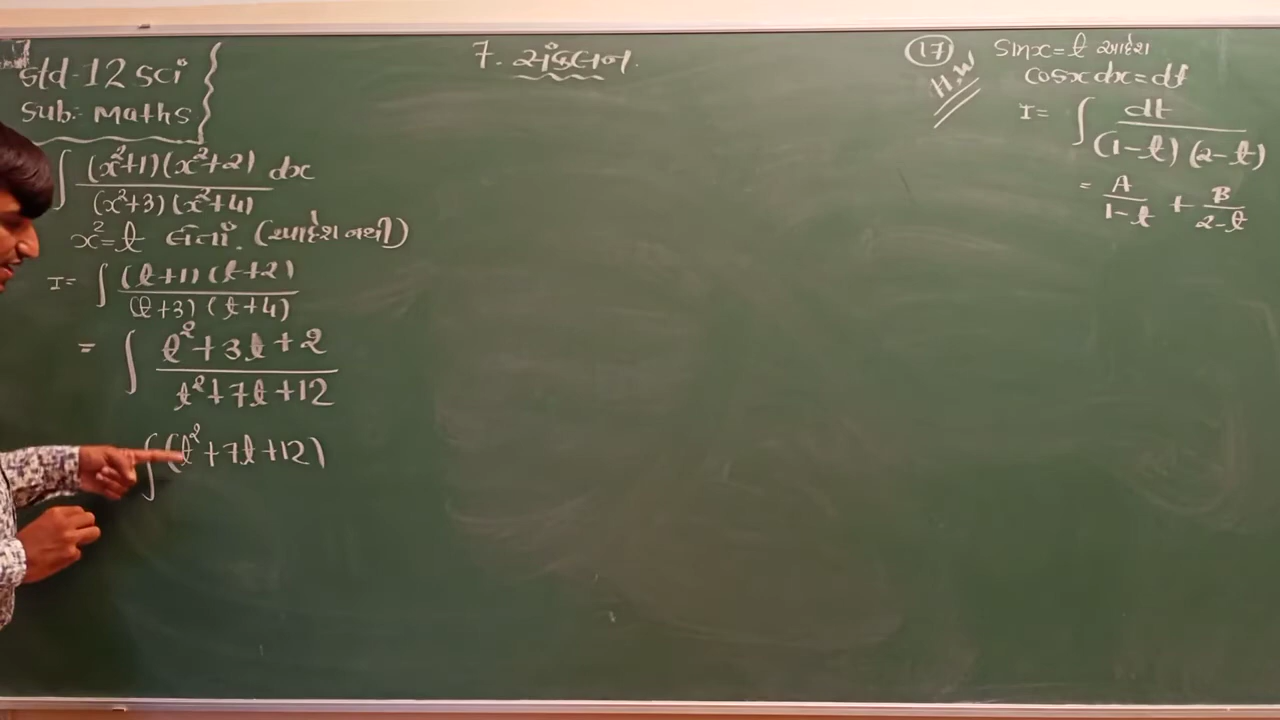 Std-12 sci
Sub:- Maths
7. સંકલન.
∫ (x²+1)(x²+2) / (x²+3)(x²+4) dx
x²=t લેતાં. (આદેશ નથી)
I= ∫ (t+1)(t+2) / (t+3)(t+4)
= ∫ t²+3t+2 / t²+7t+12
∫(t²+7t+12)
17
H.W
sinx=t આદેશ
cosx dx=dt
I= ∫ dt / (1-t)(2-t)
= A / 1-t + B / 2-t